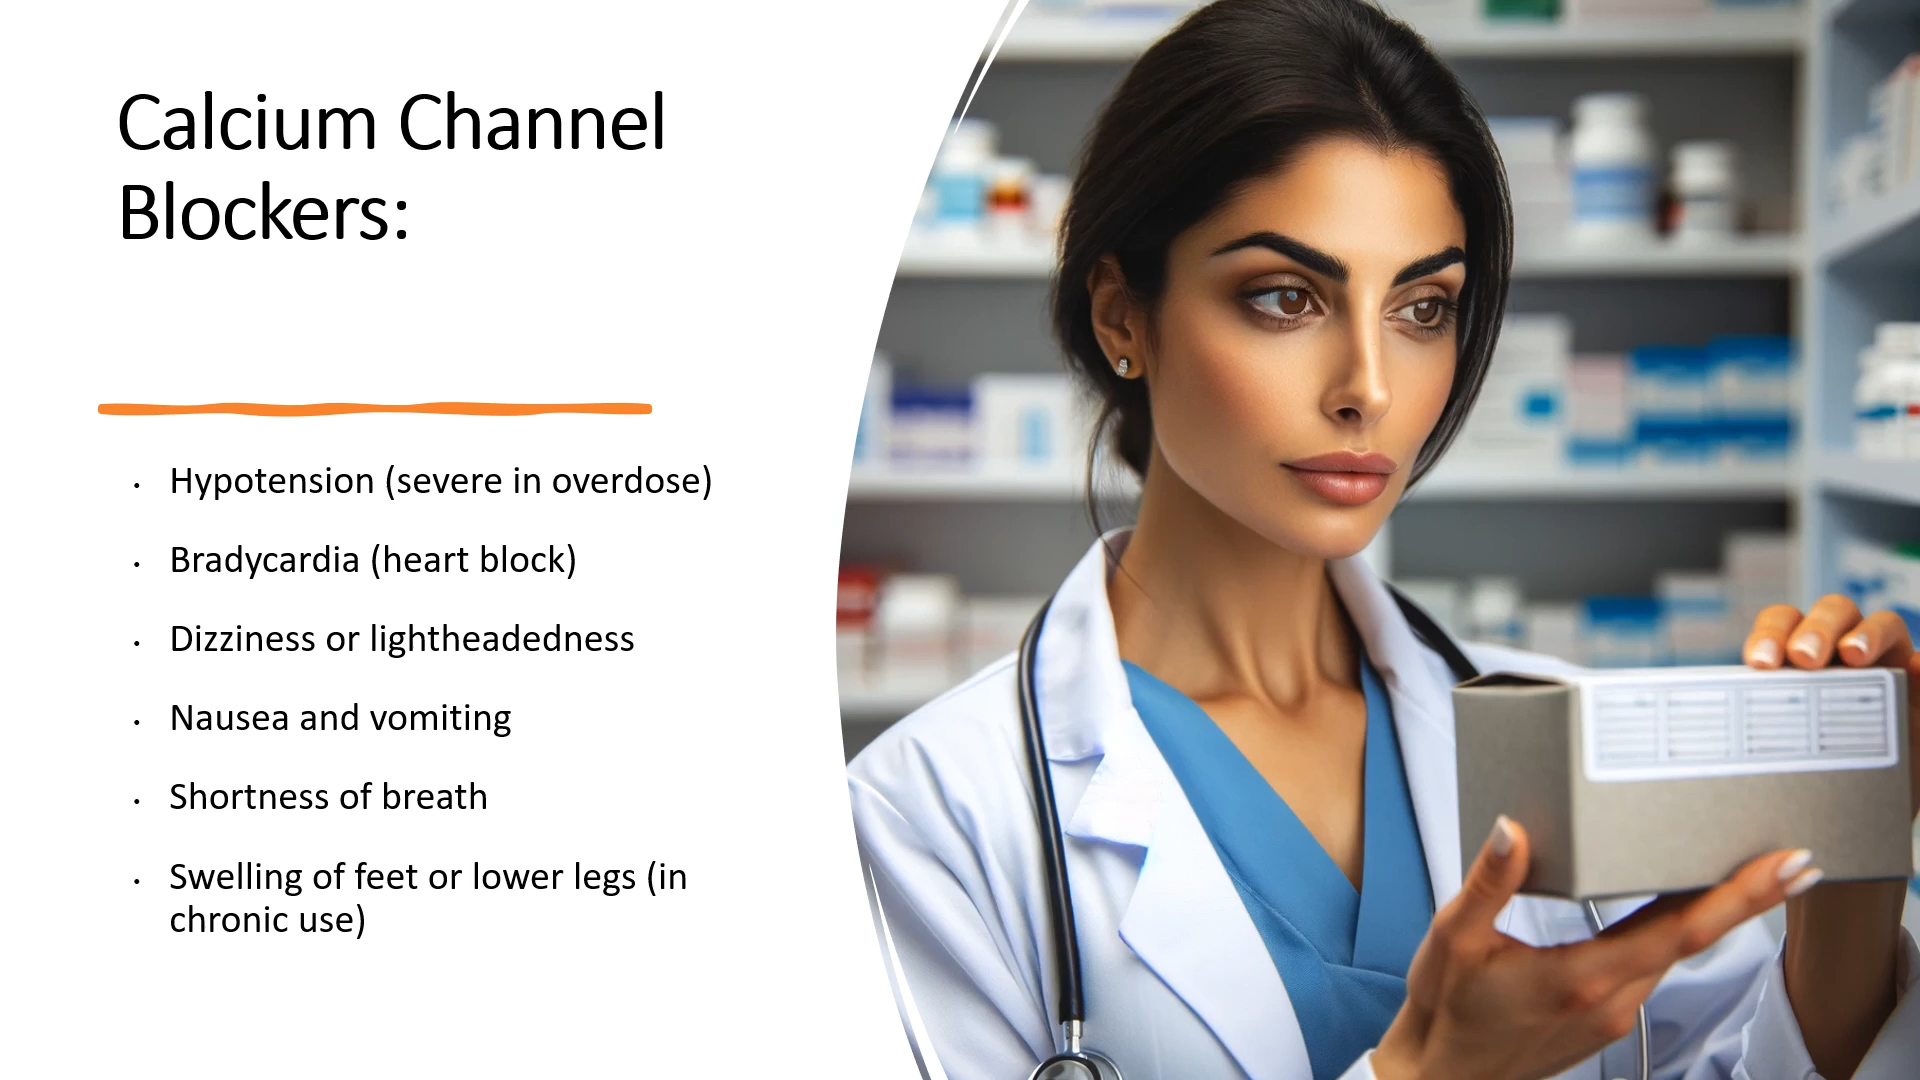 Calcium Channel
Blockers:
• Hypotension (severe in overdose)
• Bradycardia (heart block)
• Dizziness or lightheadedness
• Nausea and vomiting
• Shortness of breath
• Swelling of feet or lower legs (in
chronic use)